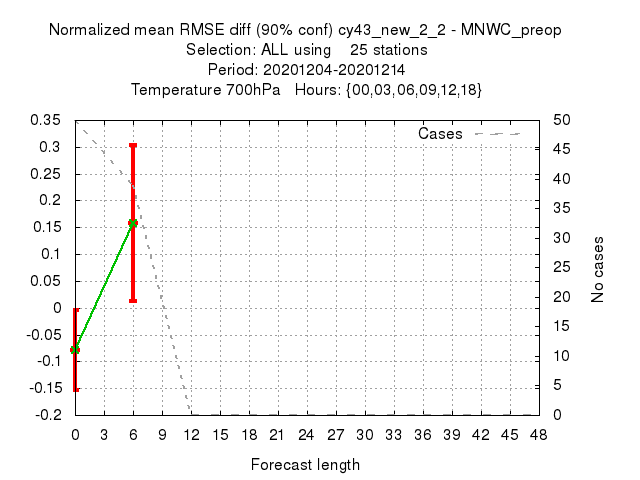 Normalized mean RMSE diff (90% conf) cy43_new_2_2 - MNWC_preop
Selection: ALL using    25 stations
Period: 20201204-20201214
Temperature 700hPa   Hours: {00,03,06,09,12,18}
Cases
0.35
0.3
0.25
0.2
0.15
0.1
0.05
0
-0.05
-0.1
-0.15
-0.2
50
45
40
35
30
25
20
15
10
5
0
No cases
0 3 6 9 12 15 18 21 24 27 30 33 36 39 42 45 48
Forecast length